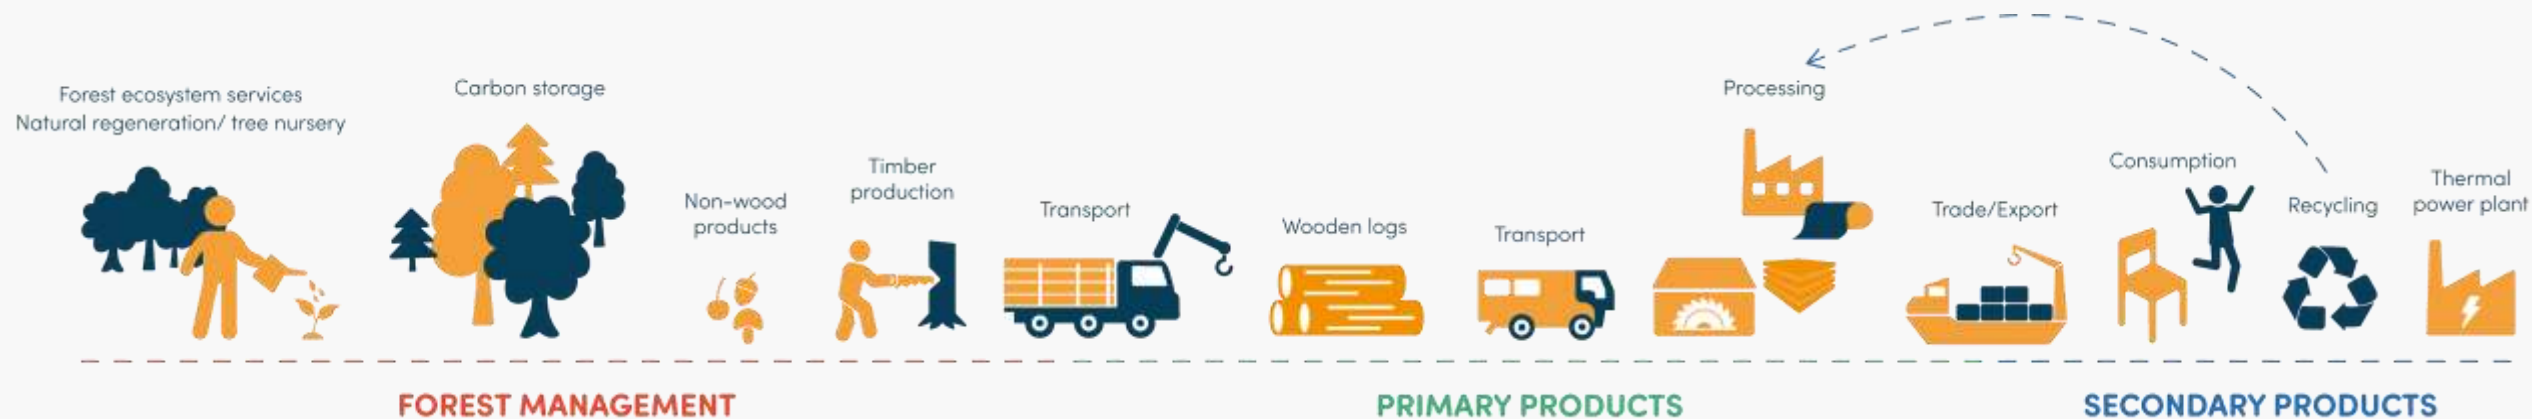 Forest ecosystem services
Natural regeneration/ tree nursery
Carbon storage
Non-wood
products
Timber
production
Transport
Wooden logs
Transport
Processing
Trade/Export
Consumption
Recycling
Thermal
power plant
FOREST MANAGEMENT
PRIMARY PRODUCTS
SECONDARY PRODUCTS